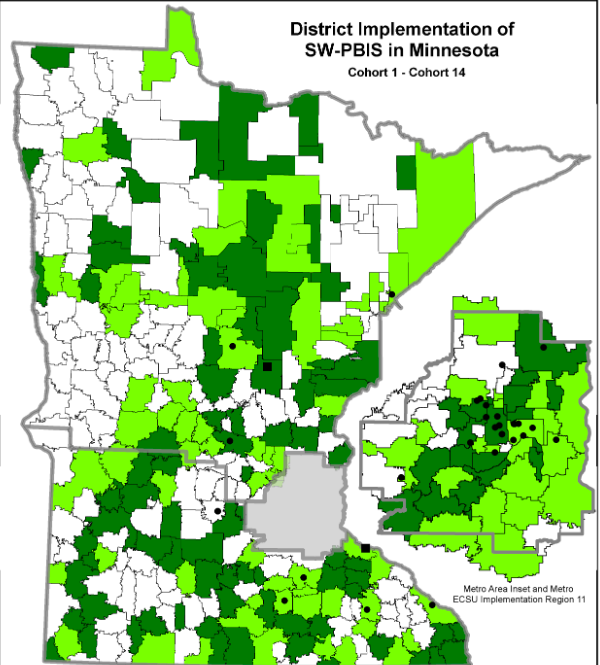 District Implementation of
SW-PBIS in Minnesota
Cohort 1 - Cohort 14
Metro Area Inset and Metro
ECSU Implementation Region 11